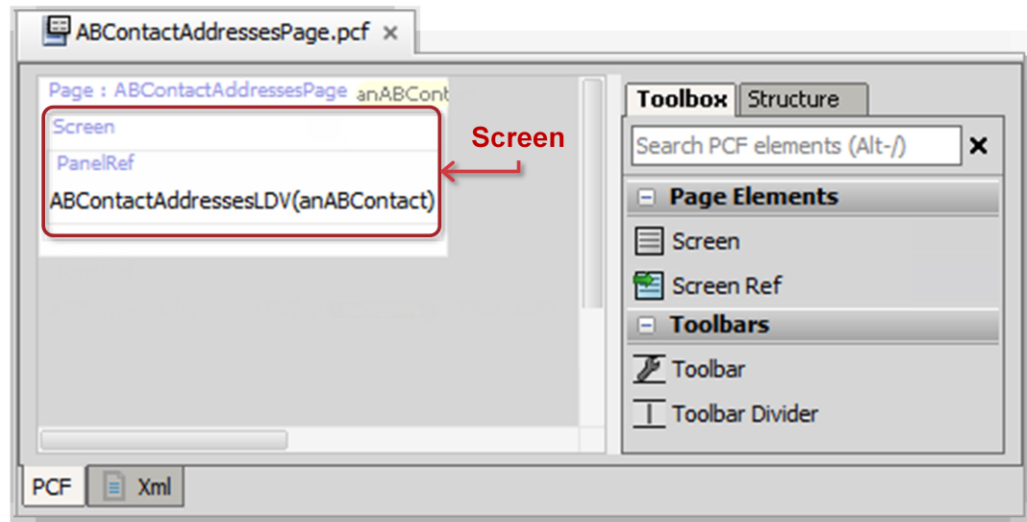 ABContactAddressesPage.pcf ×
Page : ABContactAddressesPage anABCont
Screen
PanelRef
ABContactAddressesLDV(anABContact)
Screen
Toolbox Structure
Search PCF elements (Alt-/)
Page Elements
Screen
Screen Ref
Toolbars
Toolbar
Toolbar Divider
PCF Xml